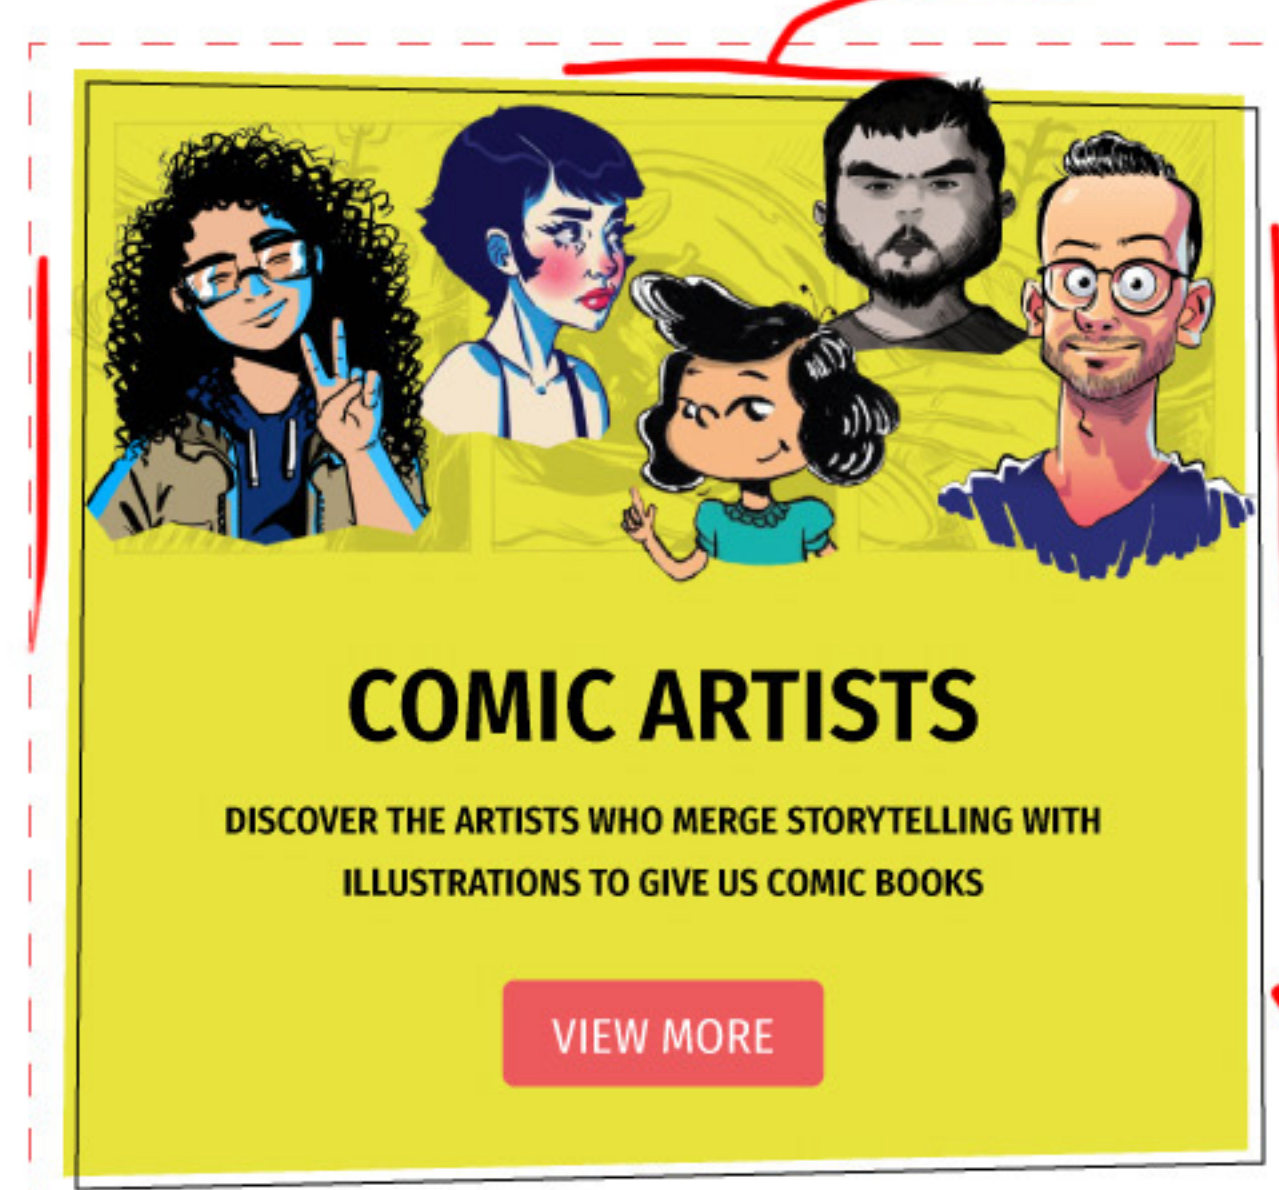 COMIC ARTISTS
DISCOVER THE ARTISTS WHO MERGE STORYTELLING WITH
ILLUSTRATIONS TO GIVE US COMIC BOOKS
VIEW MORE